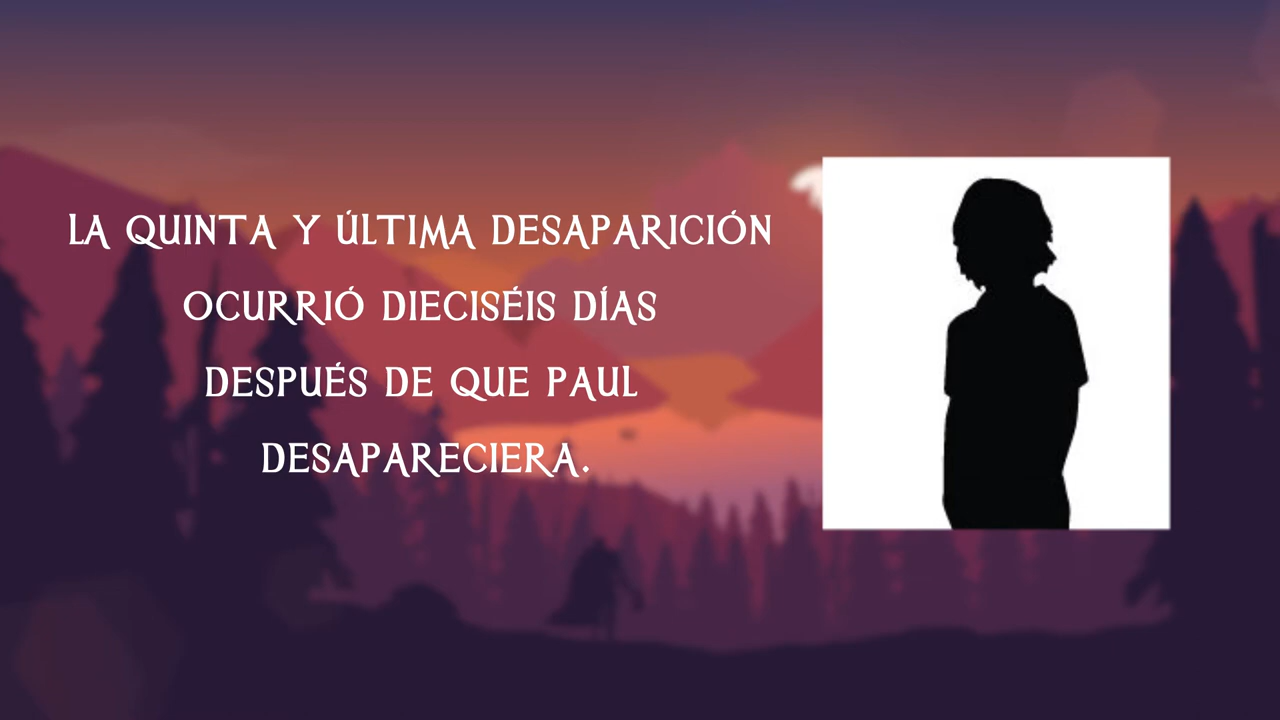 LA QUINTA Y ÚLTIMA DESAPARICIÓN
OCURRIÓ DIECISÉIS DÍAS
DESPUÉS DE QUE PAUL
DESAPARECIERA.